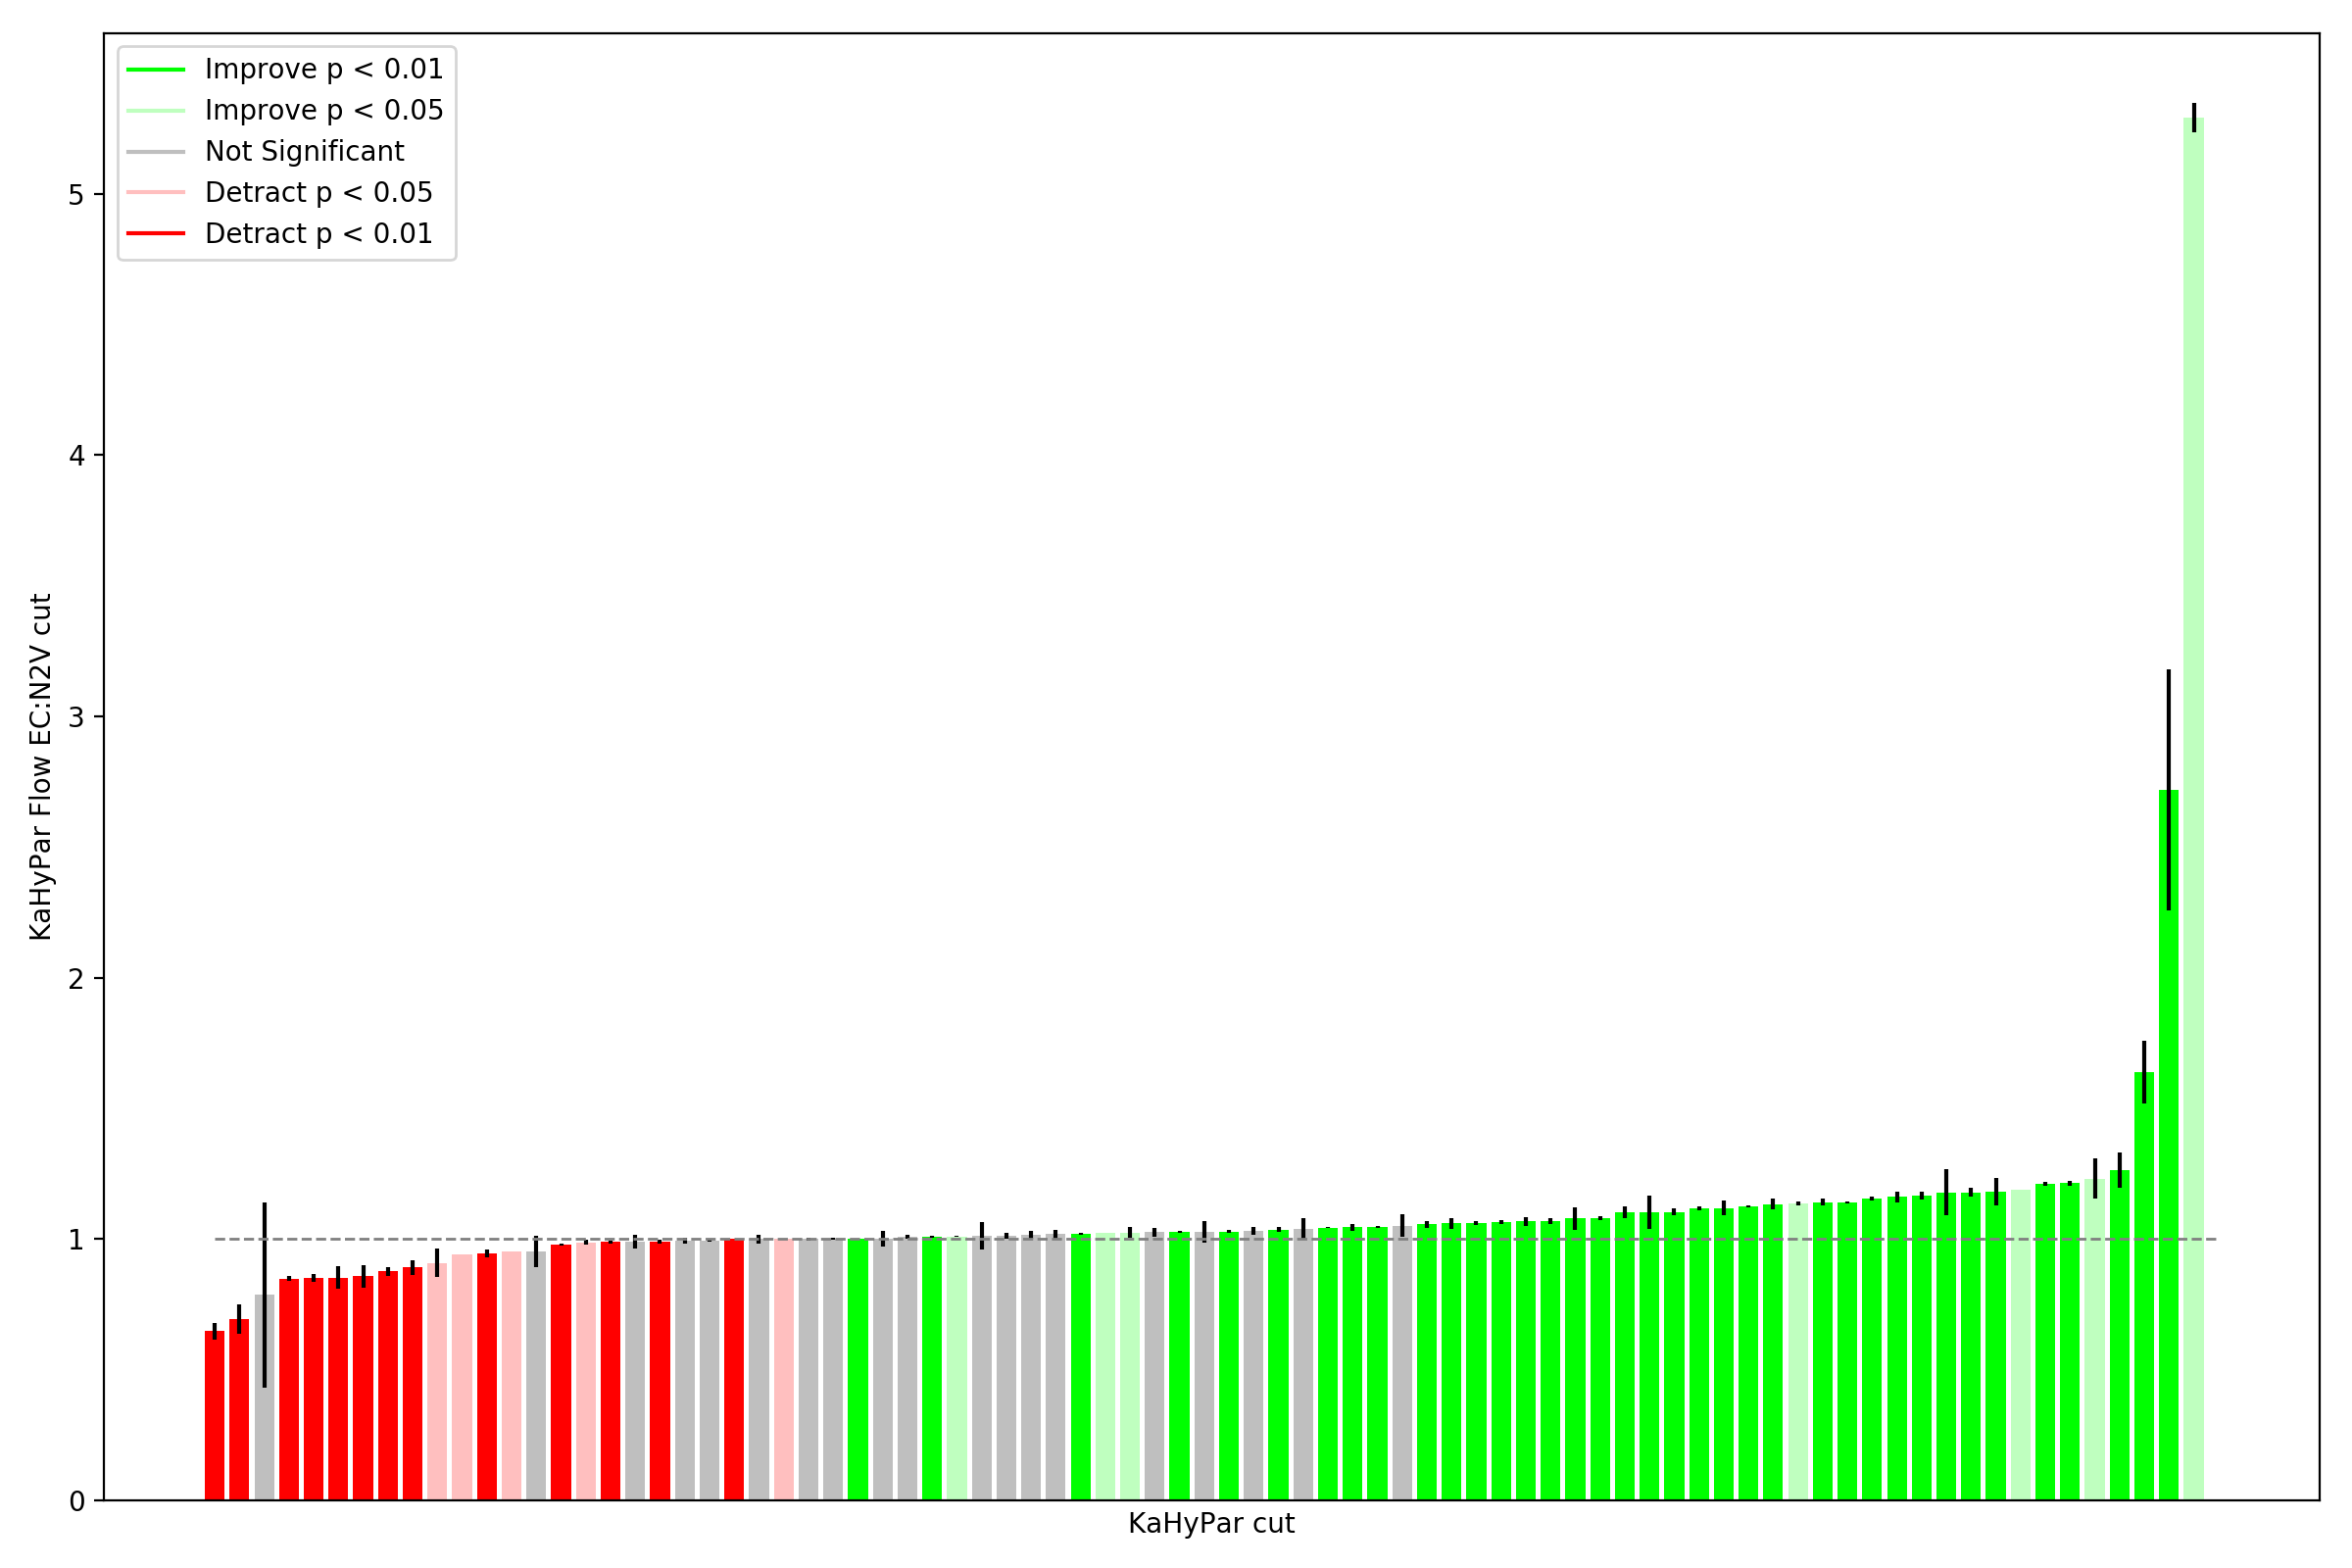 Improve p < 0.01
Improve p < 0.05
Not Significant
Detract p < 0.05
Detract p < 0.01
5
4
3
2
1
0
KaHyPar Flow EC:N2V cut
KaHyPar cut